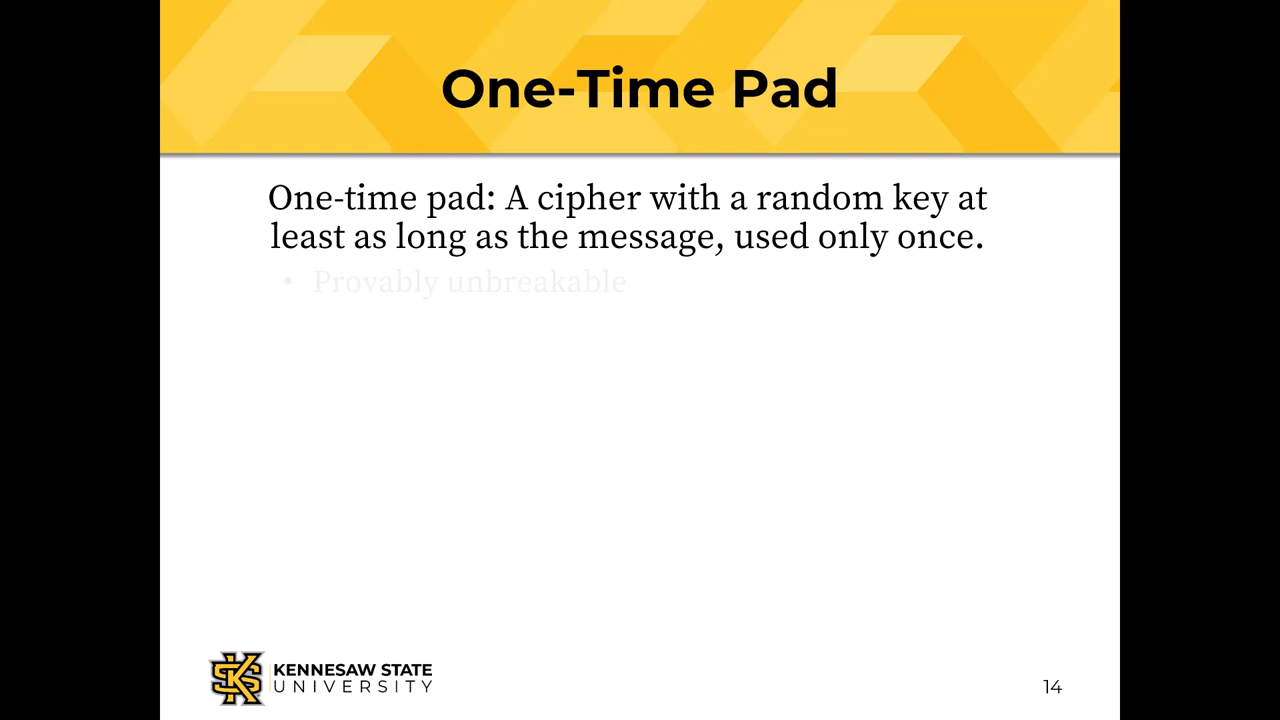 One-Time Pad
One-time pad: A cipher with a random key at
least as long as the message, used only once.
• Provably unbreakable
KENNESAW STATE
UNIVERSITY
14